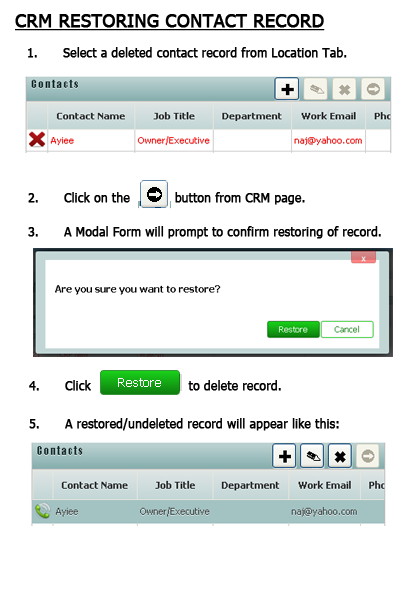 CRM RESTORING CONTACT RECORD
1. Select a deleted contact record from Location Tab.
Contacts
Contact Name Job Title Department Work Email Pho
Ayiee Owner/Executive naj@yahoo.com
2. Click on the button from CRM page.
3. A Modal Form will prompt to confirm restoring of record.
x
Are you sure you want to restore?
Restore Cancel
4. Click Restore to delete record.
5. A restored/undeleted record will appear like this:
Contacts
Contact Name Job Title Department Work Email Pho
Ayiee Owner/Executive naj@yahoo.com